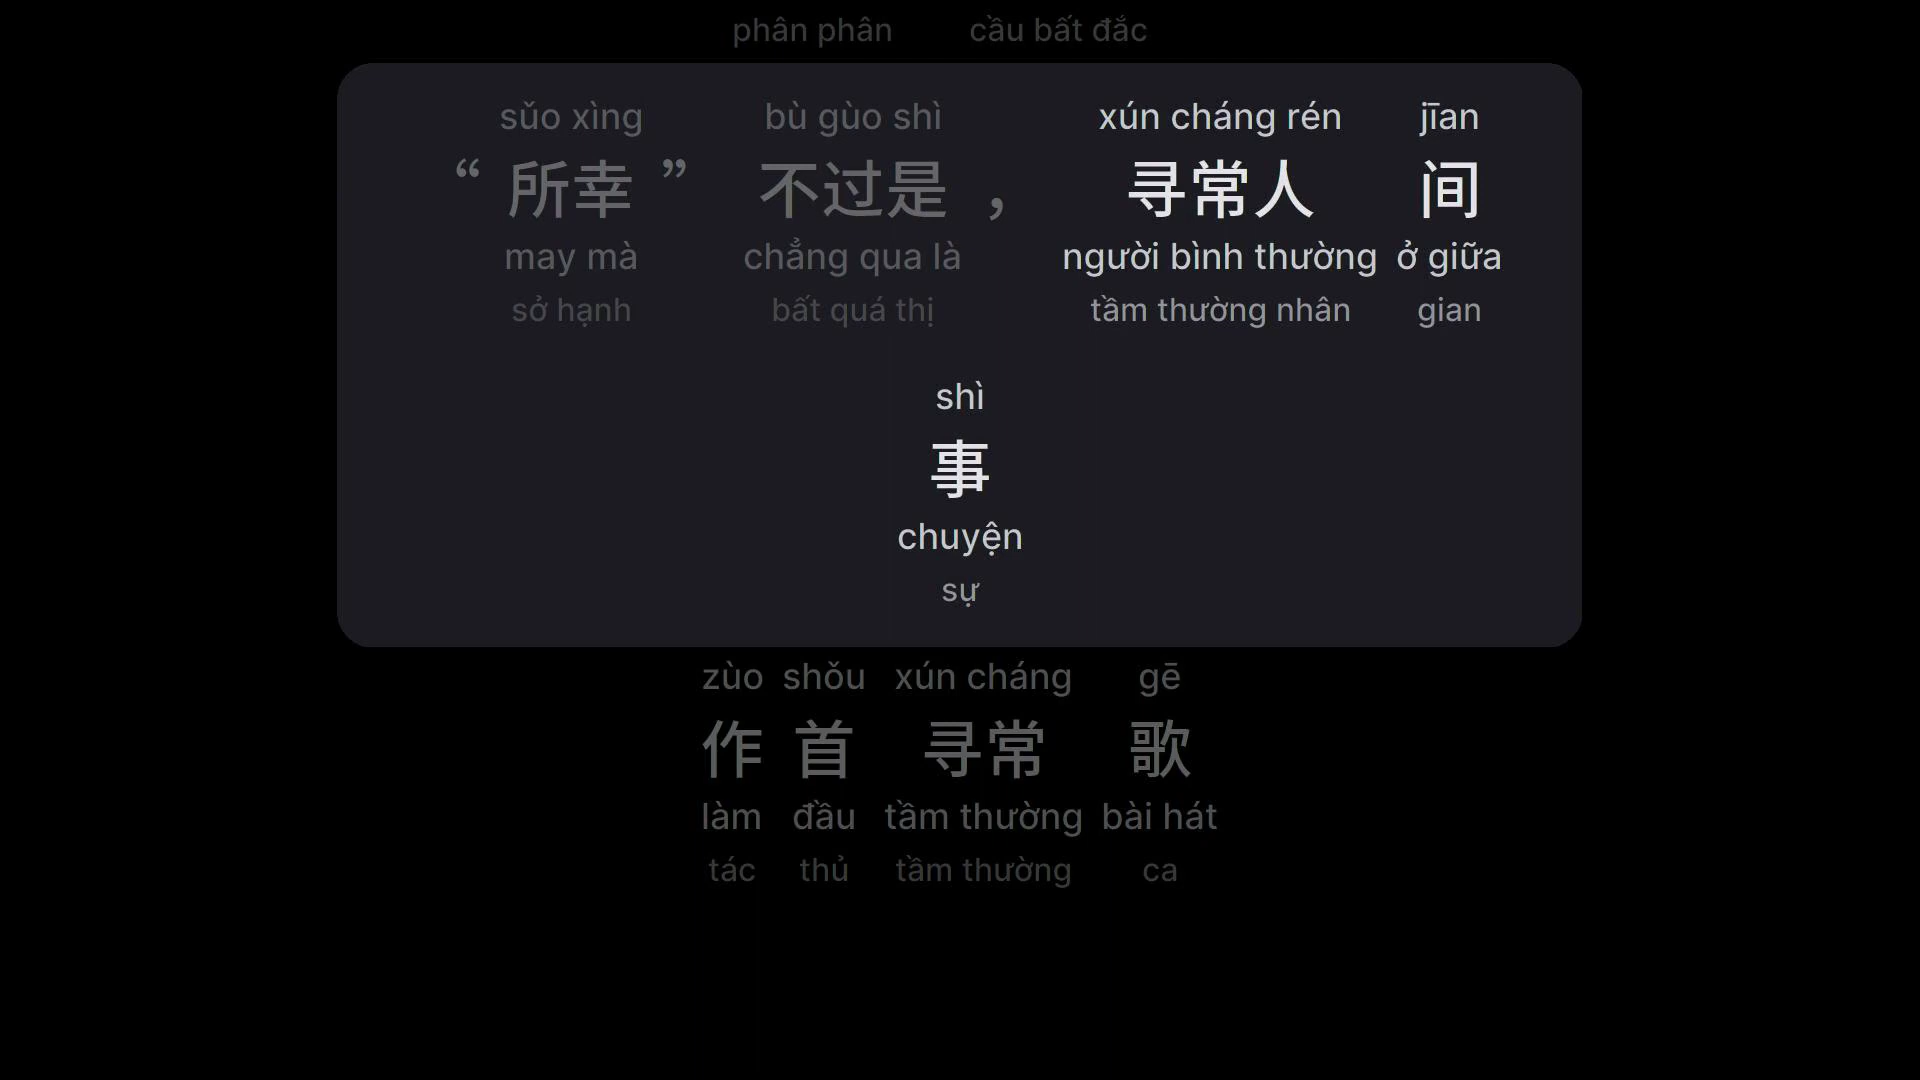 phân phân cầu bất đắc
sǔo xìng bù gùo shì xún cháng rén jīan
“ 所幸 ” 不过是 ， 寻常人 间
may mà chẳng qua là người bình thường ở giữa
sở hạnh bất quá thị tầm thường nhân gian
shì
事
chuyện
sự
zùo shǒu xún cháng gē
作 首 寻常 歌
làm đầu tầm thường bài hát
tác thủ tầm thường ca